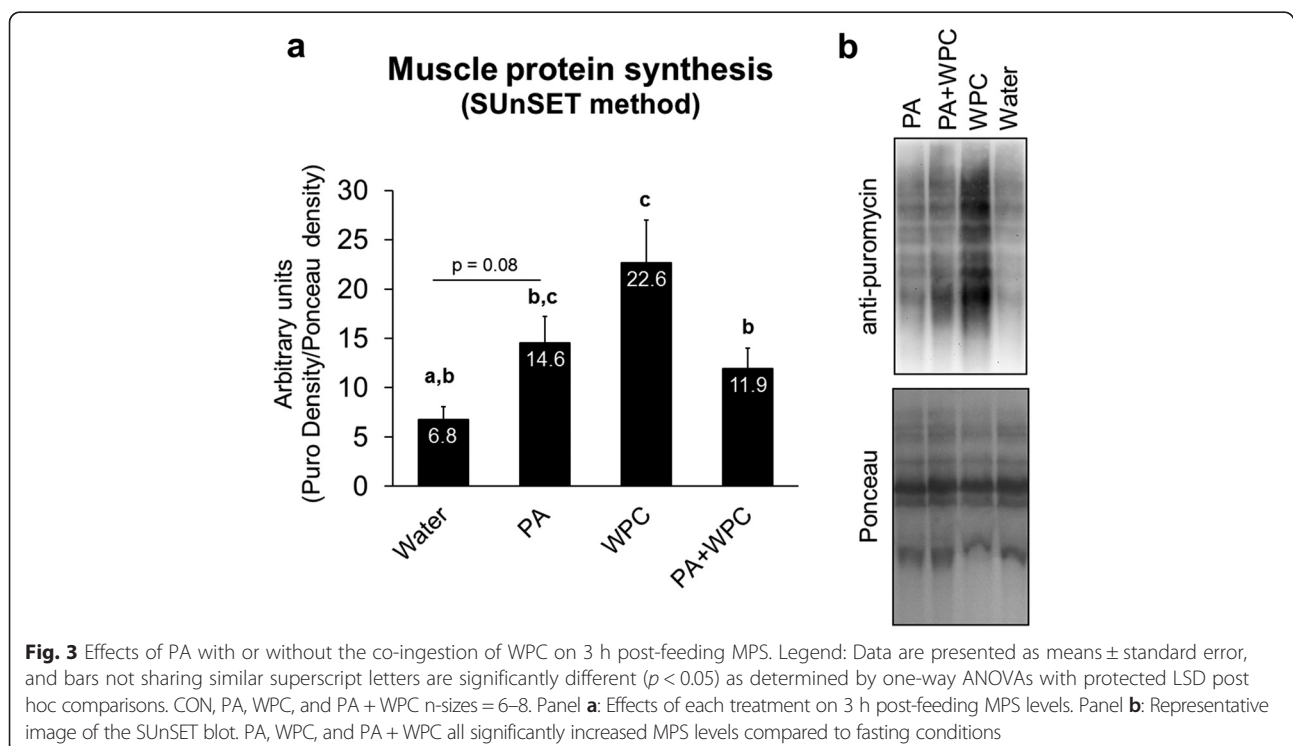 a
Muscle protein synthesis
(SUnSET method)
Arbitrary units
(Puro Density/Ponceau density)
30
25
20
15
10
5
0
p = 0.08
a,b
b,c
c
b
6.8
14.6
22.6
11.9
Water
PA
WPC
PA+WPC
b
PA
PA+WPC
WPC
Water
anti-puromycin
Ponceau
Fig. 3 Effects of PA with or without the co-ingestion of WPC on 3 h post-feeding MPS. Legend: Data are presented as means ± standard error,
and bars not sharing similar superscript letters are significantly different (p < 0.05) as determined by one-way ANOVAs with protected LSD post
hoc comparisons. CON, PA, WPC, and PA + WPC n-sizes = 6–8. Panel a: Effects of each treatment on 3 h post-feeding MPS levels. Panel b: Representative
image of the SUnSET blot. PA, WPC, and PA + WPC all significantly increased MPS levels compared to fasting conditions